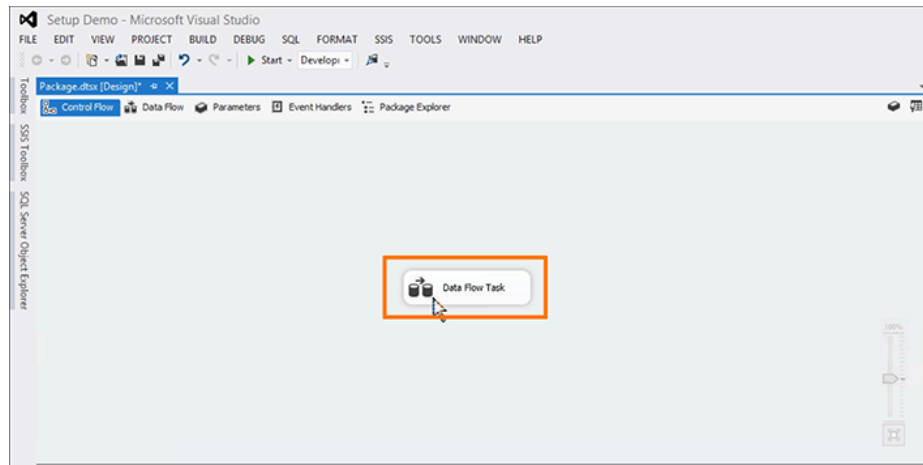 Setup Demo - Microsoft Visual Studio
FILE EDIT VIEW PROJECT BUILD DEBUG SQL FORMAT SSIS TOOLS WINDOW HELP
Start Developi
Package.dtsx [Design]*
Control Flow Data Flow Parameters Event Handlers Package Explorer
Toolbox
SSIS Toolbox
SQL Server Object Explorer
Data Flow Task
100%